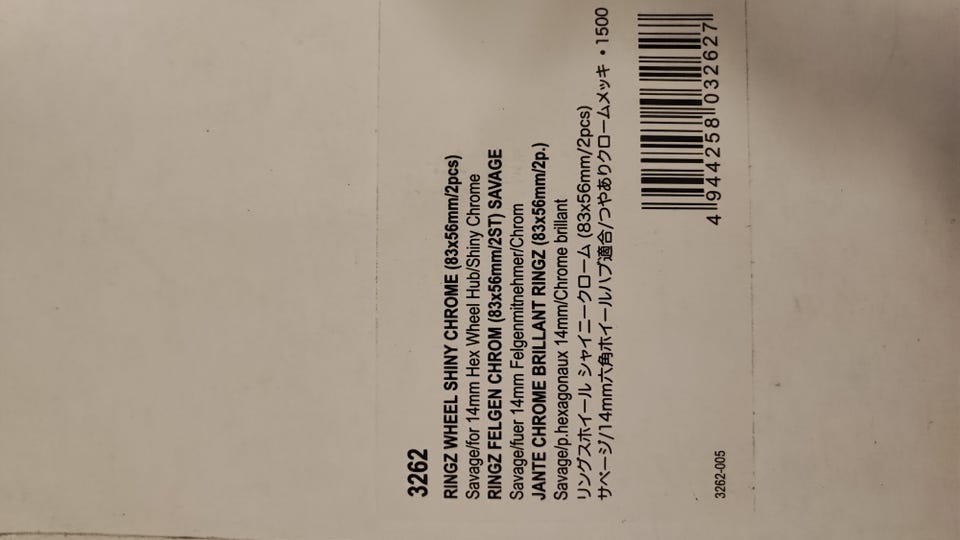 3262
RINGZ WHEEL SHINY CHROME (83x56mm/2pcs)
Savage/for 14mm Hex Wheel Hub/Shiny Chrome
RINGZ FELGEN CHROM (83x56mm/2ST) SAVAGE
Savage/fuer 14mm Felgenmitnehmer/Chrom
JANTE CHROME BRILLANT RINGZ (83x56mm/2p.)
Savage/p.hexagonaux 14mm/Chrome brillant
リングスホイール シャイニークローム (83x56mm/2pcs)
サベージ/14mm六角ホイールハブ適合/つやありクロームメッキ・1500
4 944258 032627
3262-005